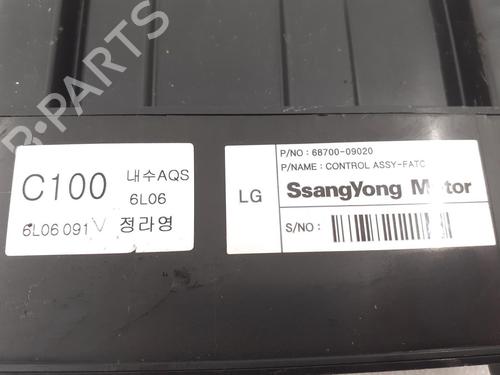 B-PARTS
C100
내수AQS
6L06
6L06 091 V
정라영
LG
P/NO : 68700-09020
P/NAME : CONTROL ASSY-FATC
SsangYong Motor
S/NO :